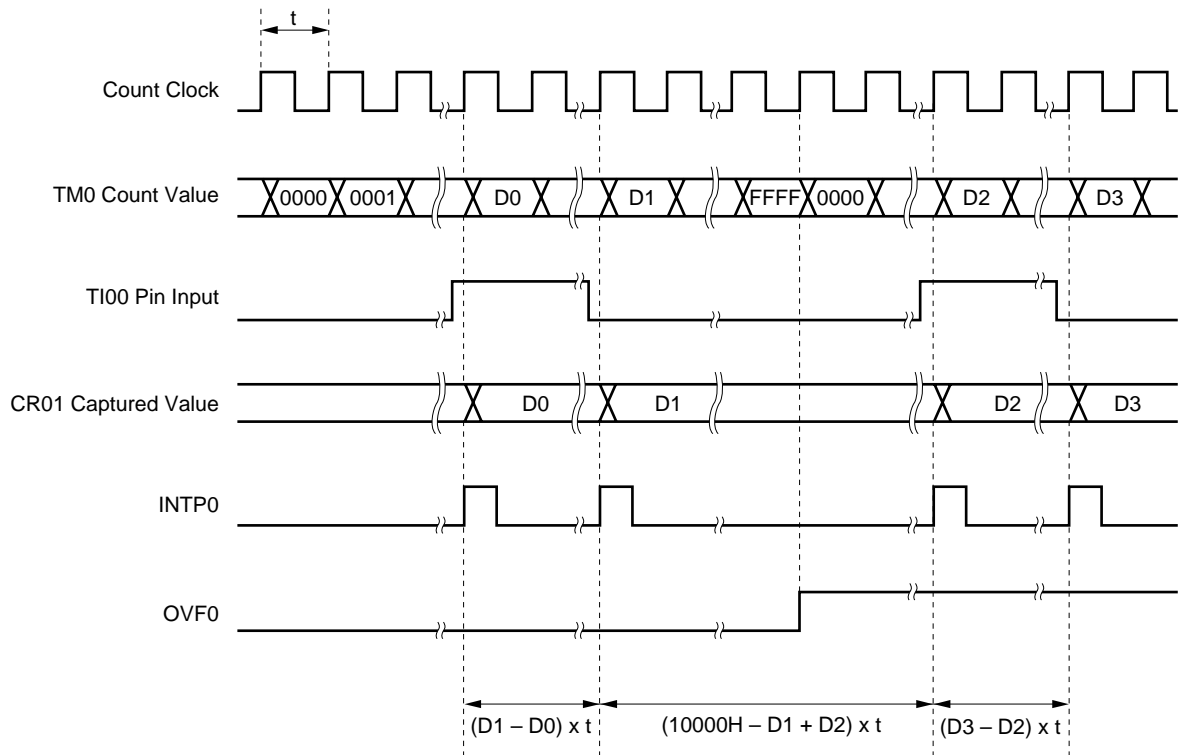 t
Count Clock
TM0 Count Value
0000 0001 D0 D1 FFFF 0000 D2 D3
TI00 Pin Input
CR01 Captured Value
D0 D1 D2 D3
INTP0
OVF0
(D1 – D0) x t (10000H – D1 + D2) x t (D3 – D2) x t